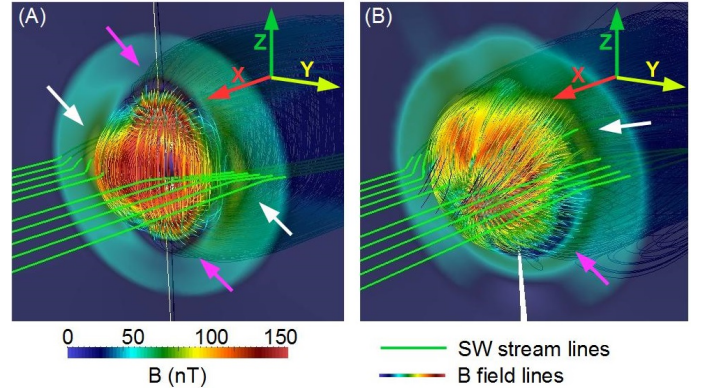 (A)
Z
X
Y
(B)
Z
X
Y
0 50 100 150
B (nT)
SW stream lines
B field lines